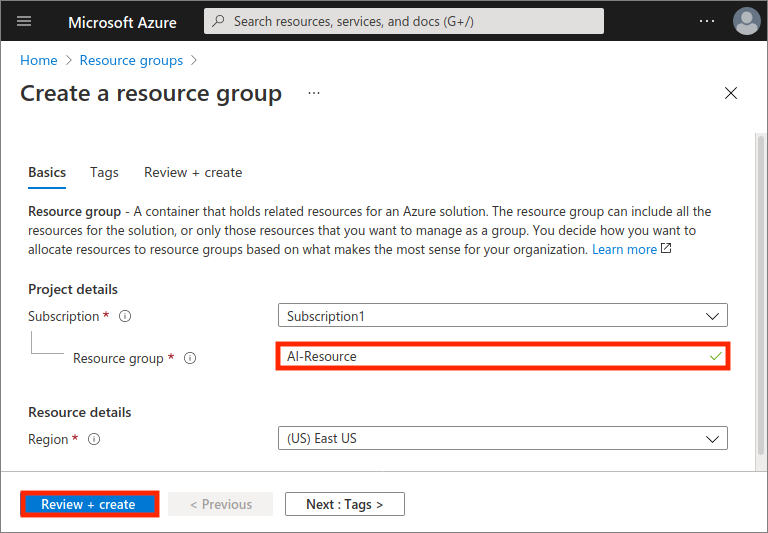 Microsoft Azure
Search resources, services, and docs (G+/)
Home > Resource groups >
Create a resource group ...
Basics Tags Review + create
Resource group - A container that holds related resources for an Azure solution. The resource group can include all the
resources for the solution, or only those resources that you want to manage as a group. You decide how you want to
allocate resources to resource groups based on what makes the most sense for your organization. Learn more
Project details
Subscription * Subscription1
Resource group * AI-Resource
Resource details
Region * (US) East US
Review + create < Previous Next : Tags >